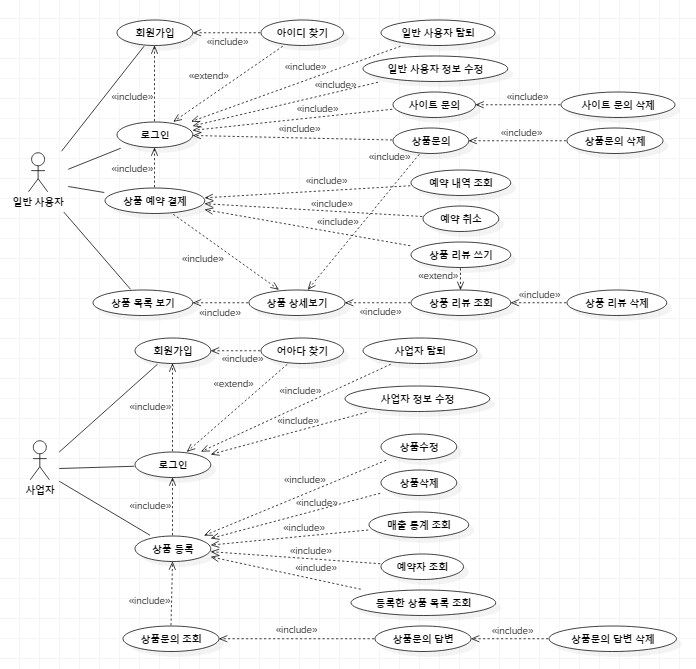 회원가입
아이디 찾기
일반 사용자 탈퇴
«include»
«include»
일반 사용자 정보 수정
«extend»
«include»
«include»
«include»
사이트 문의
«include»
사이트 문의 삭제
로그인
«include»
상품문의
«include»
상품문의 삭제
«include»
«include»
일반 사용자
상품 예약 결제
«include»
예약 내역 조회
«include»
예약 취소
«include»
상품 리뷰 쓰기
«include»
«extend»
상품 목록 보기
«include»
상품 상세보기
«include»
상품 리뷰 조회
«include»
상품 리뷰 삭제
회원가입
«include»
어아다 찾기
사업자 탈퇴
«extend»
«include»
사업자 정보 수정
«include»
«include»
사업자
로그인
상품수정
«include»
상품삭제
«include»
«include»
매출 통계 조회
«include»
상품 등록
«include»
예약자 조회
«include»
등록한 상품 목록 조회
«include»
상품문의 조회
«include»
상품문의 답변
«include»
상품문의 답변 삭제